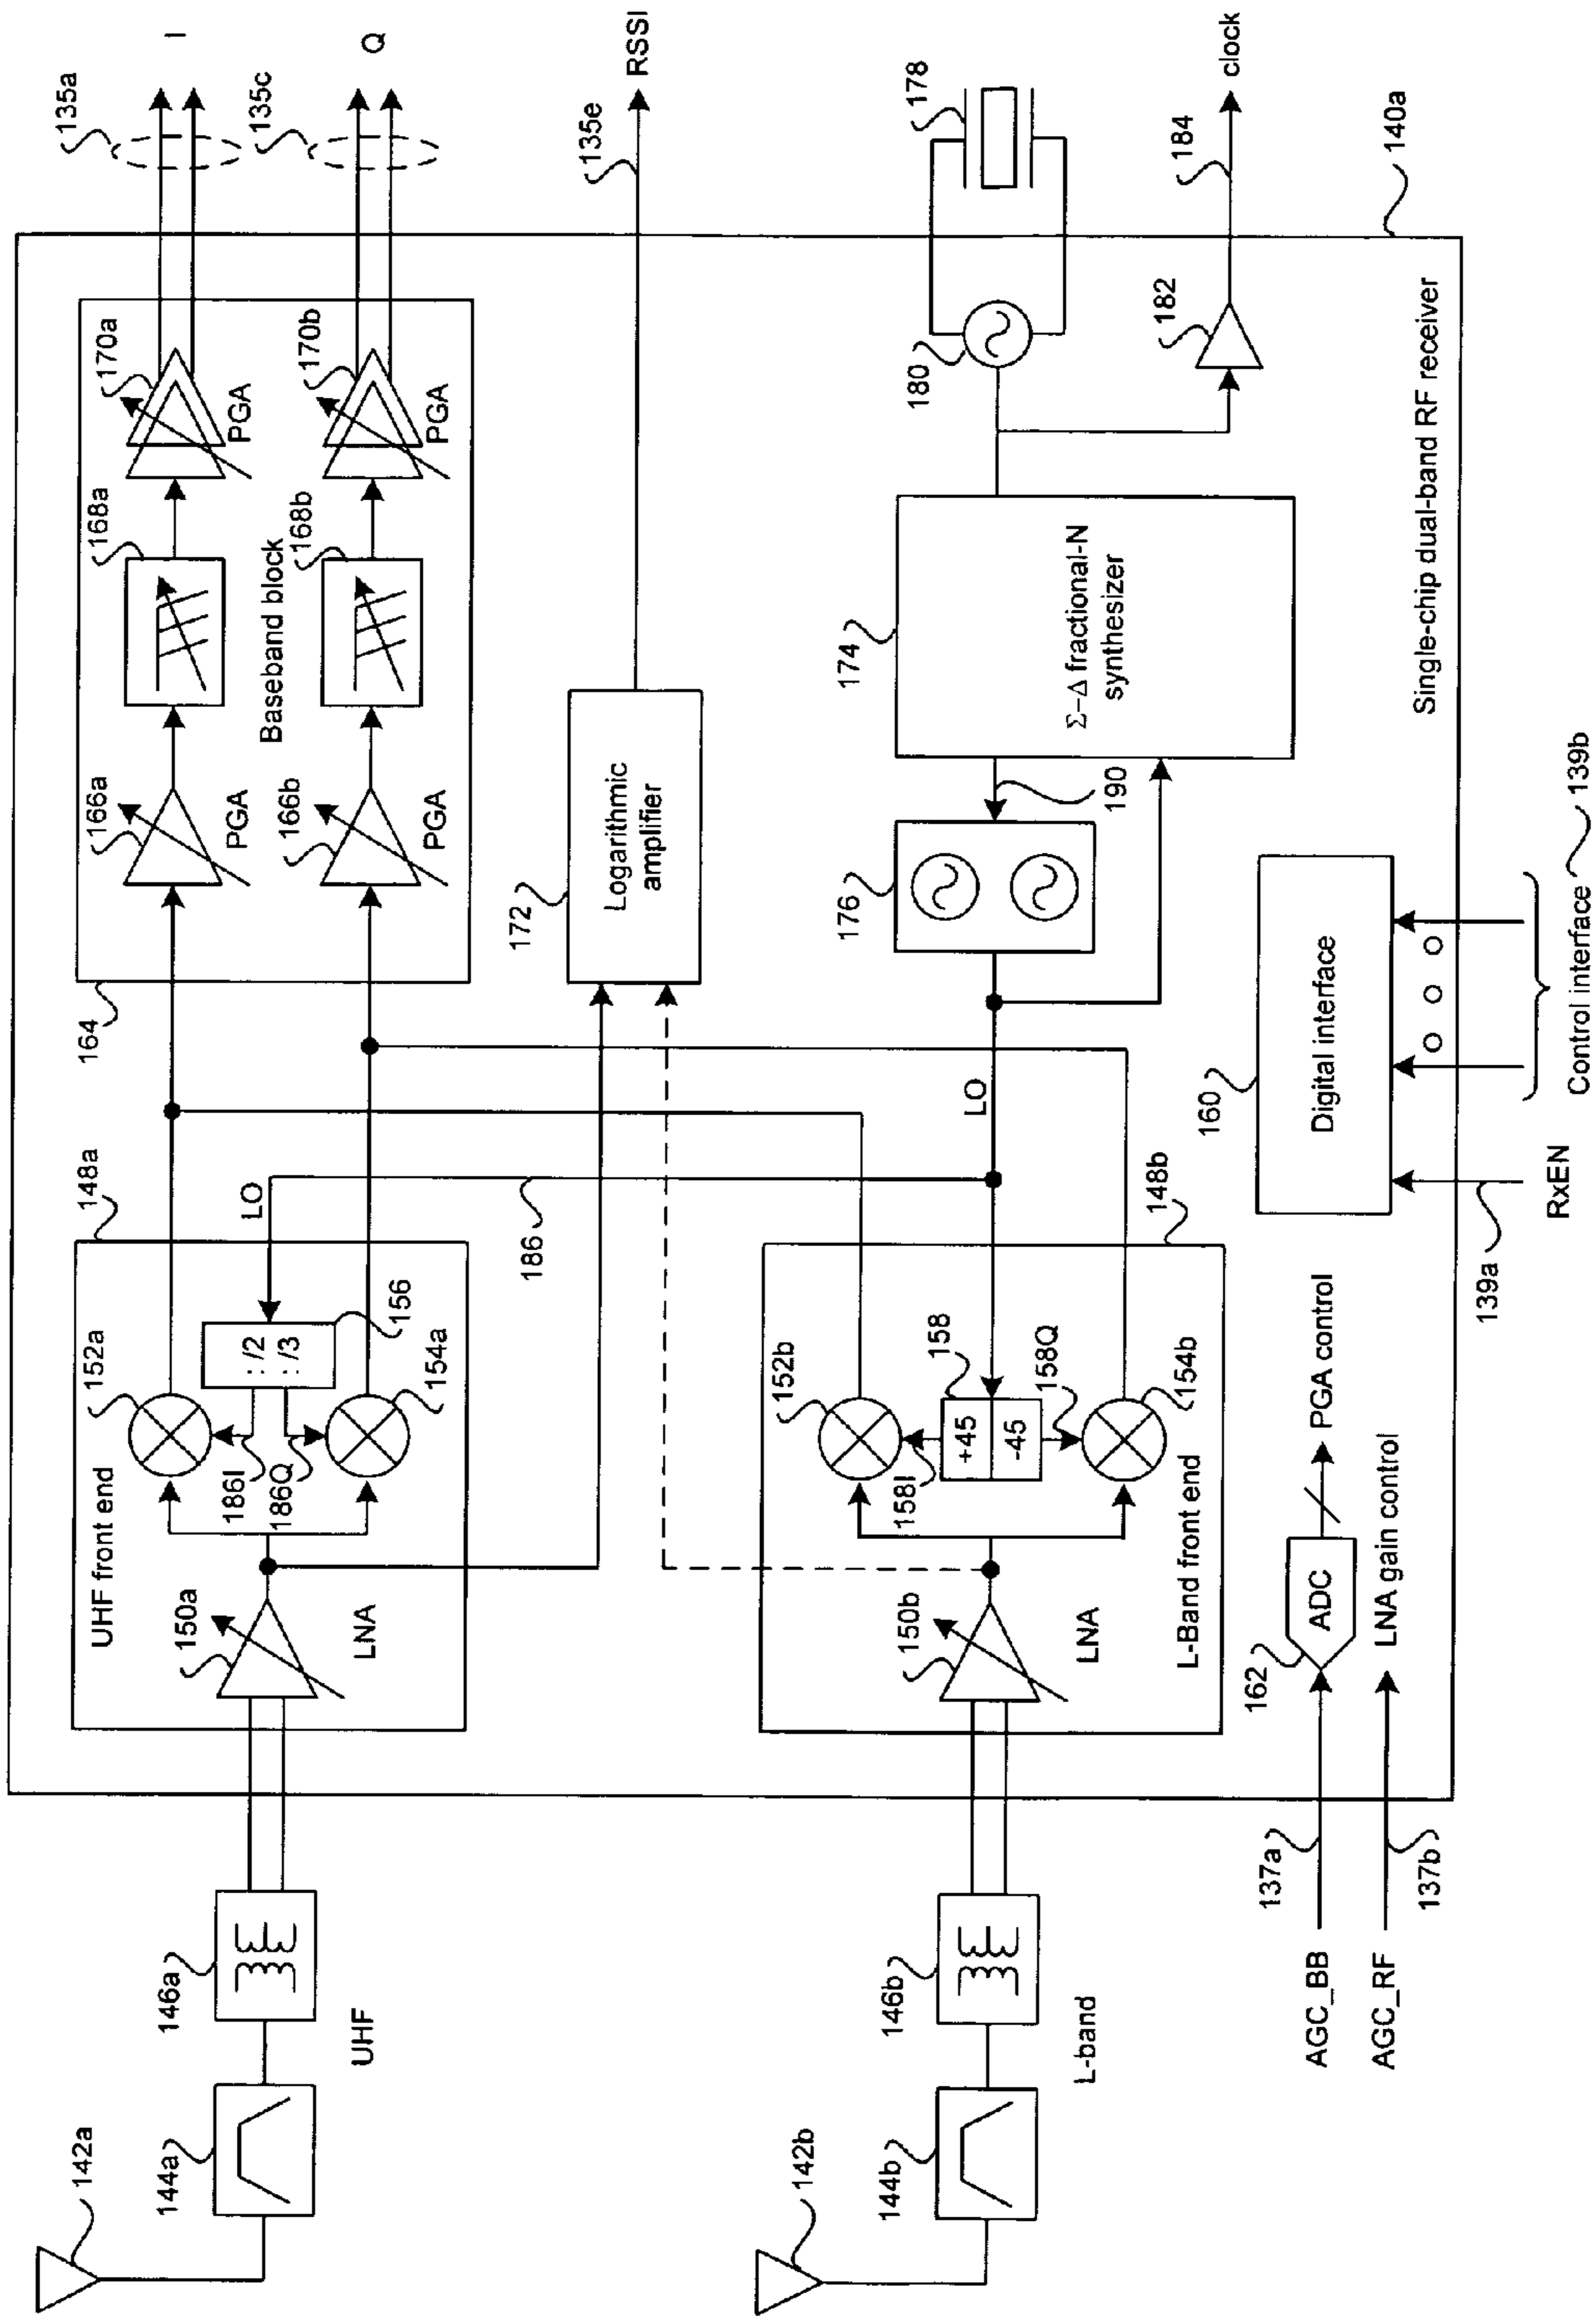 142a
144a
146a
UHF
UHF front end
148a
150a
LNA
152a
LO
: /2
: /3
156
186I
186Q
154a
186
164
166a
PGA
168a
170a
PGA
Baseband block
166b
PGA
168b
170b
PGA
135a
I
135c
Q
172
Logarithmic
amplifier
135e
RSSI
142b
144b
146b
L-band
150b
LNA
L-Band front end
148b
152b
158
+45
-45
158I
158Q
154b
LO
176
190
174
Σ–Δ fractional-N
synthesizer
180
178
182
184
clock
137a
AGC_BB
162
ADC
PGA control
AGC_RF
137b
LNA gain control
160
Digital interface
139a
RxEN
Control interface
139b
Single-chip dual-band RF receiver
140a